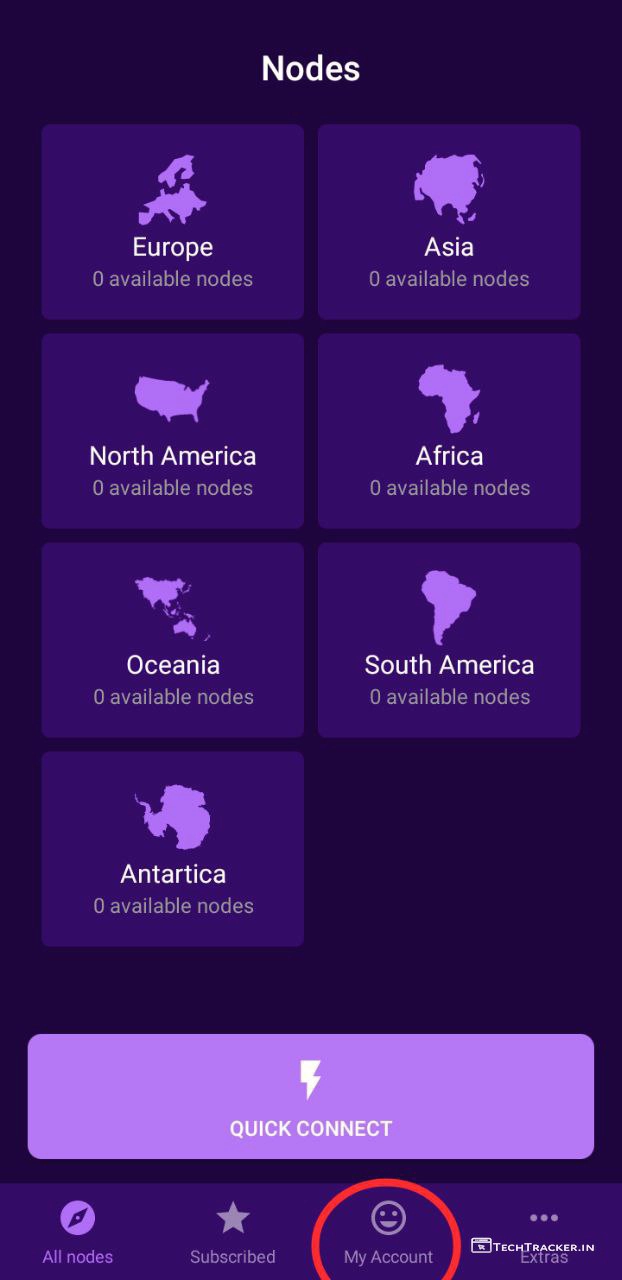 Nodes
Europe
0 available nodes
Asia
0 available nodes
North America
0 available nodes
Africa
0 available nodes
Oceania
0 available nodes
South America
0 available nodes
Antartica
0 available nodes
QUICK CONNECT
All nodes
Subscribed
My Account
Extras
TECHTRACKER.IN